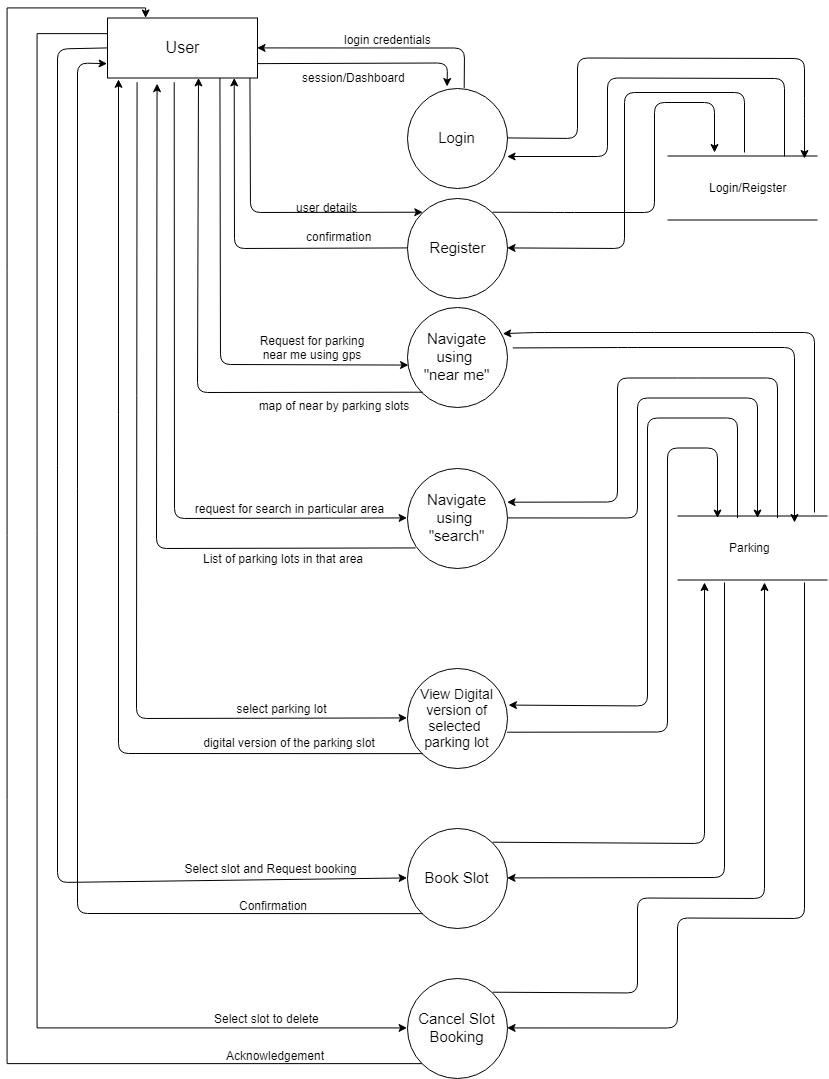 User
login credentials
session/Dashboard
Login
Login/Reigster
user details
confirmation
Register
Request for parking
near me using gps
Navigate
using
"near me"
map of near by parking slots
request for search in particular area
Navigate
using
"search"
List of parking lots in that area
Parking
select parking lot
View Digital
version of
selected
parking lot
digital version of the parking slot
Select slot and Request booking
Book Slot
Confirmation
Select slot to delete
Cancel Slot
Booking
Acknowledgement